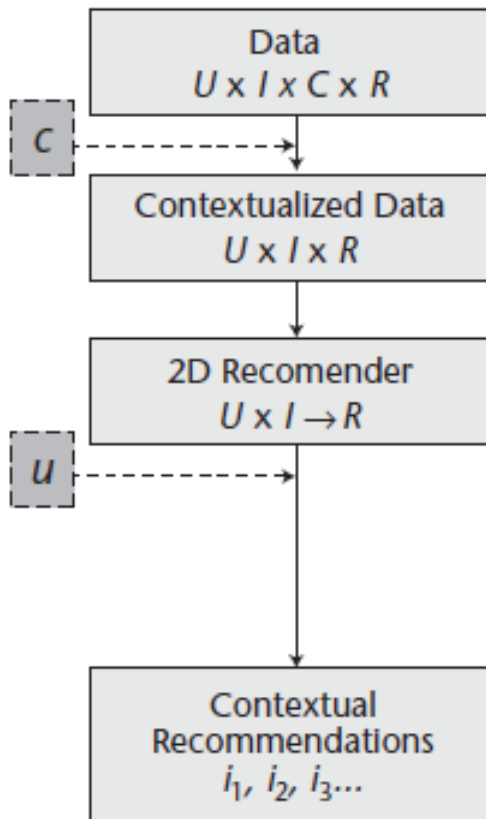 Data
U x I x C x R
c
Contextualized Data
U x I x R
2D Recomender
U x I → R
u
Contextual
Recommendations
i1, i2, i3...